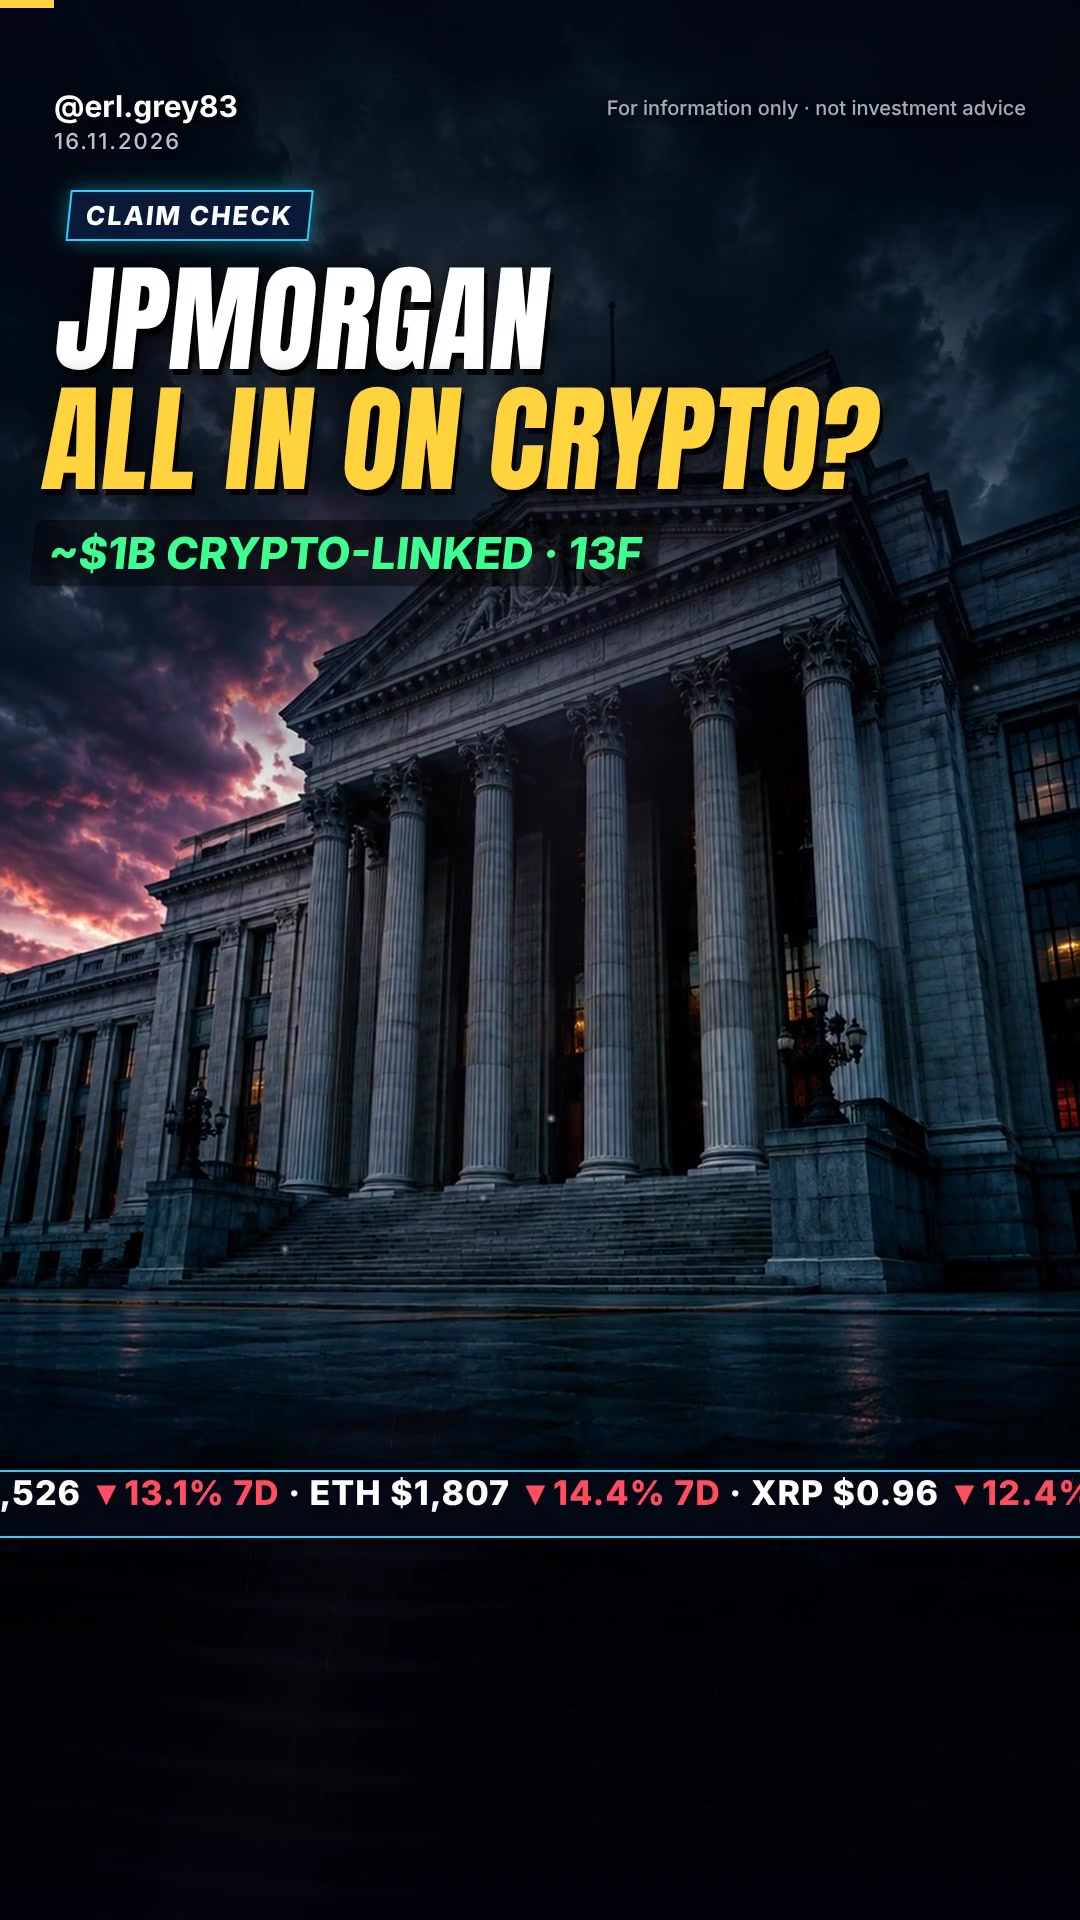 @erl.grey83
For information only · not investment advice
16.11.2026
CLAIM CHECK
JPMORGAN
ALL IN ON CRYPTO?
~$1B CRYPTO-LINKED · 13F
,526 ▼13.1% 7D · ETH $1,807 ▼14.4% 7D · XRP $0.96 ▼12.4%